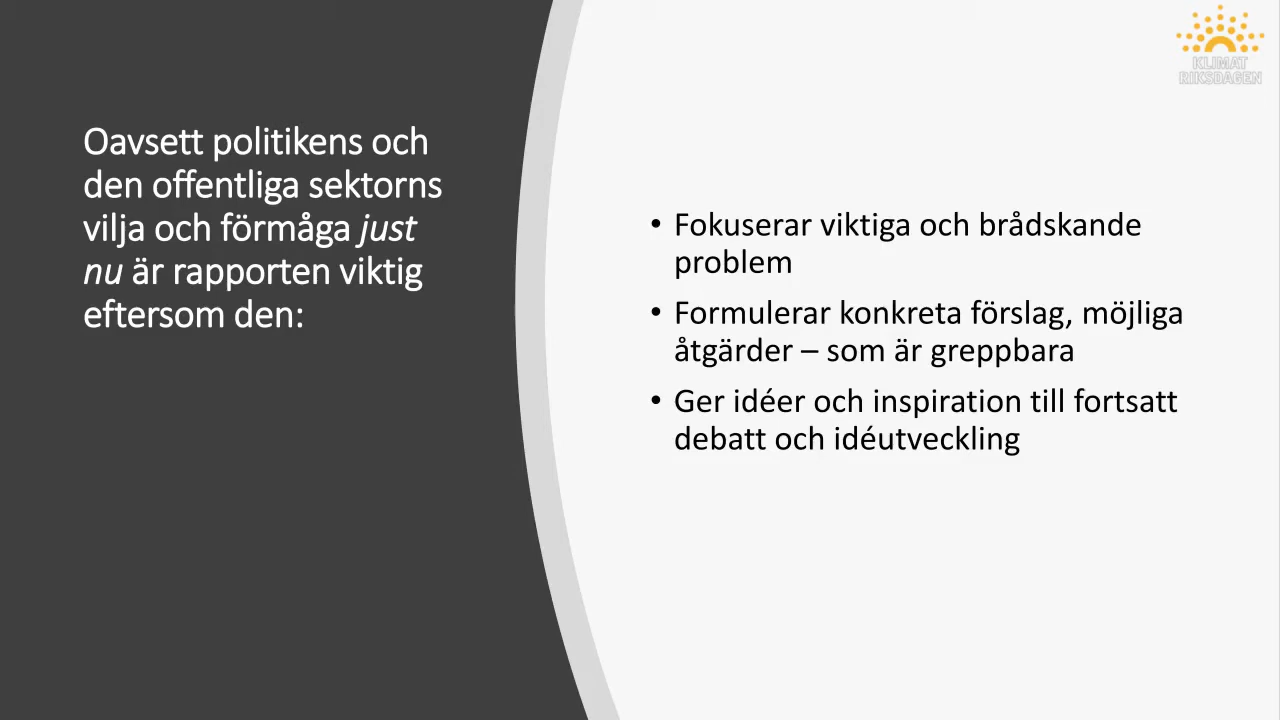 Oavsett politikens och
den offentliga sektorns
vilja och förmåga just
nu är rapporten viktig
eftersom den:
• Fokuserar viktiga och brådskande
problem
• Formulerar konkreta förslag, möjliga
åtgärder – som är greppbara
• Ger idéer och inspiration till fortsatt
debatt och idéutveckling
KLIMAT
RIKSDAGEN